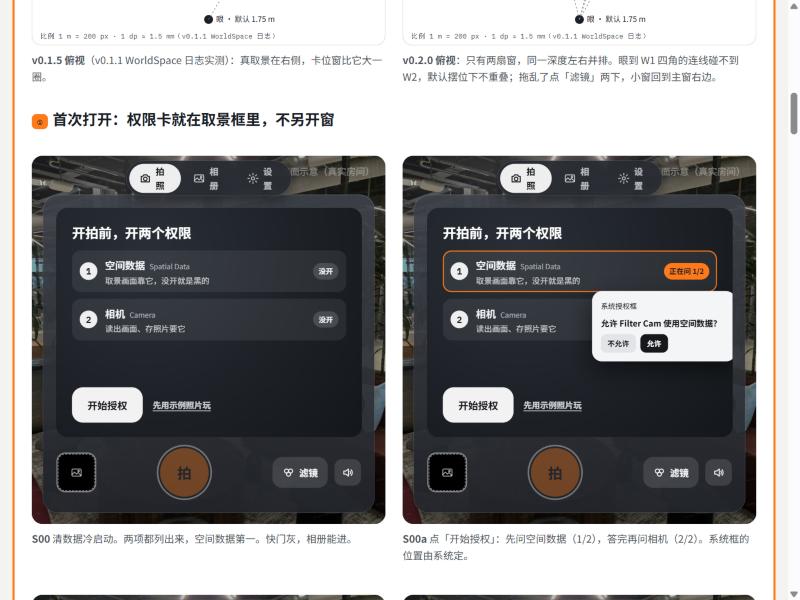 眼 · 默认 1.75 m
比例 1 m = 200 px · 1 dp = 1.5 mm（v0.1.1 WorldSpace 日志）
眼 · 默认 1.75 m
比例 1 m = 200 px · 1 dp = 1.5 mm（v0.1.1 WorldSpace 日志）
v0.1.5 俯视（v0.1.1 WorldSpace 日志实测）：真取景在右侧，卡位窗比它大一
圈。
v0.2.0 俯视：只有两扇窗，同一深度左右并排。眼到 W1 四角的连线碰不到
W2，默认摆位下不重叠；拖乱了点「滤镜」两下，小窗回到主窗右边。
首次打开：权限卡就在取景框里，不另开窗
拍照
相册
设置
面示意（真实房间）
开拍前，开两个权限
1 空间数据 Spatial Data
取景画面靠它，没开就是黑的
没开
2 相机 Camera
读出画面、存照片要它
没开
开始授权
先用示例照片玩
拍
滤镜
拍照
相册
设置
面示意（真实房间）
开拍前，开两个权限
1 空间数据 Spatial Data
取景画面靠它，没开就是黑的
正在问 1/2
2 相机 Camera
读出画面、存照片要它
系统授权框
允许 Filter Cam 使用空间数据？
不允许
允许
开始授权
先用示例照片玩
拍
滤镜
S00 清数据冷启动。两项都列出来，空间数据第一。快门灰，相册能进。
S00a 点「开始授权」：先问空间数据（1/2），答完再问相机（2/2）。系统框的
位置由系统定。